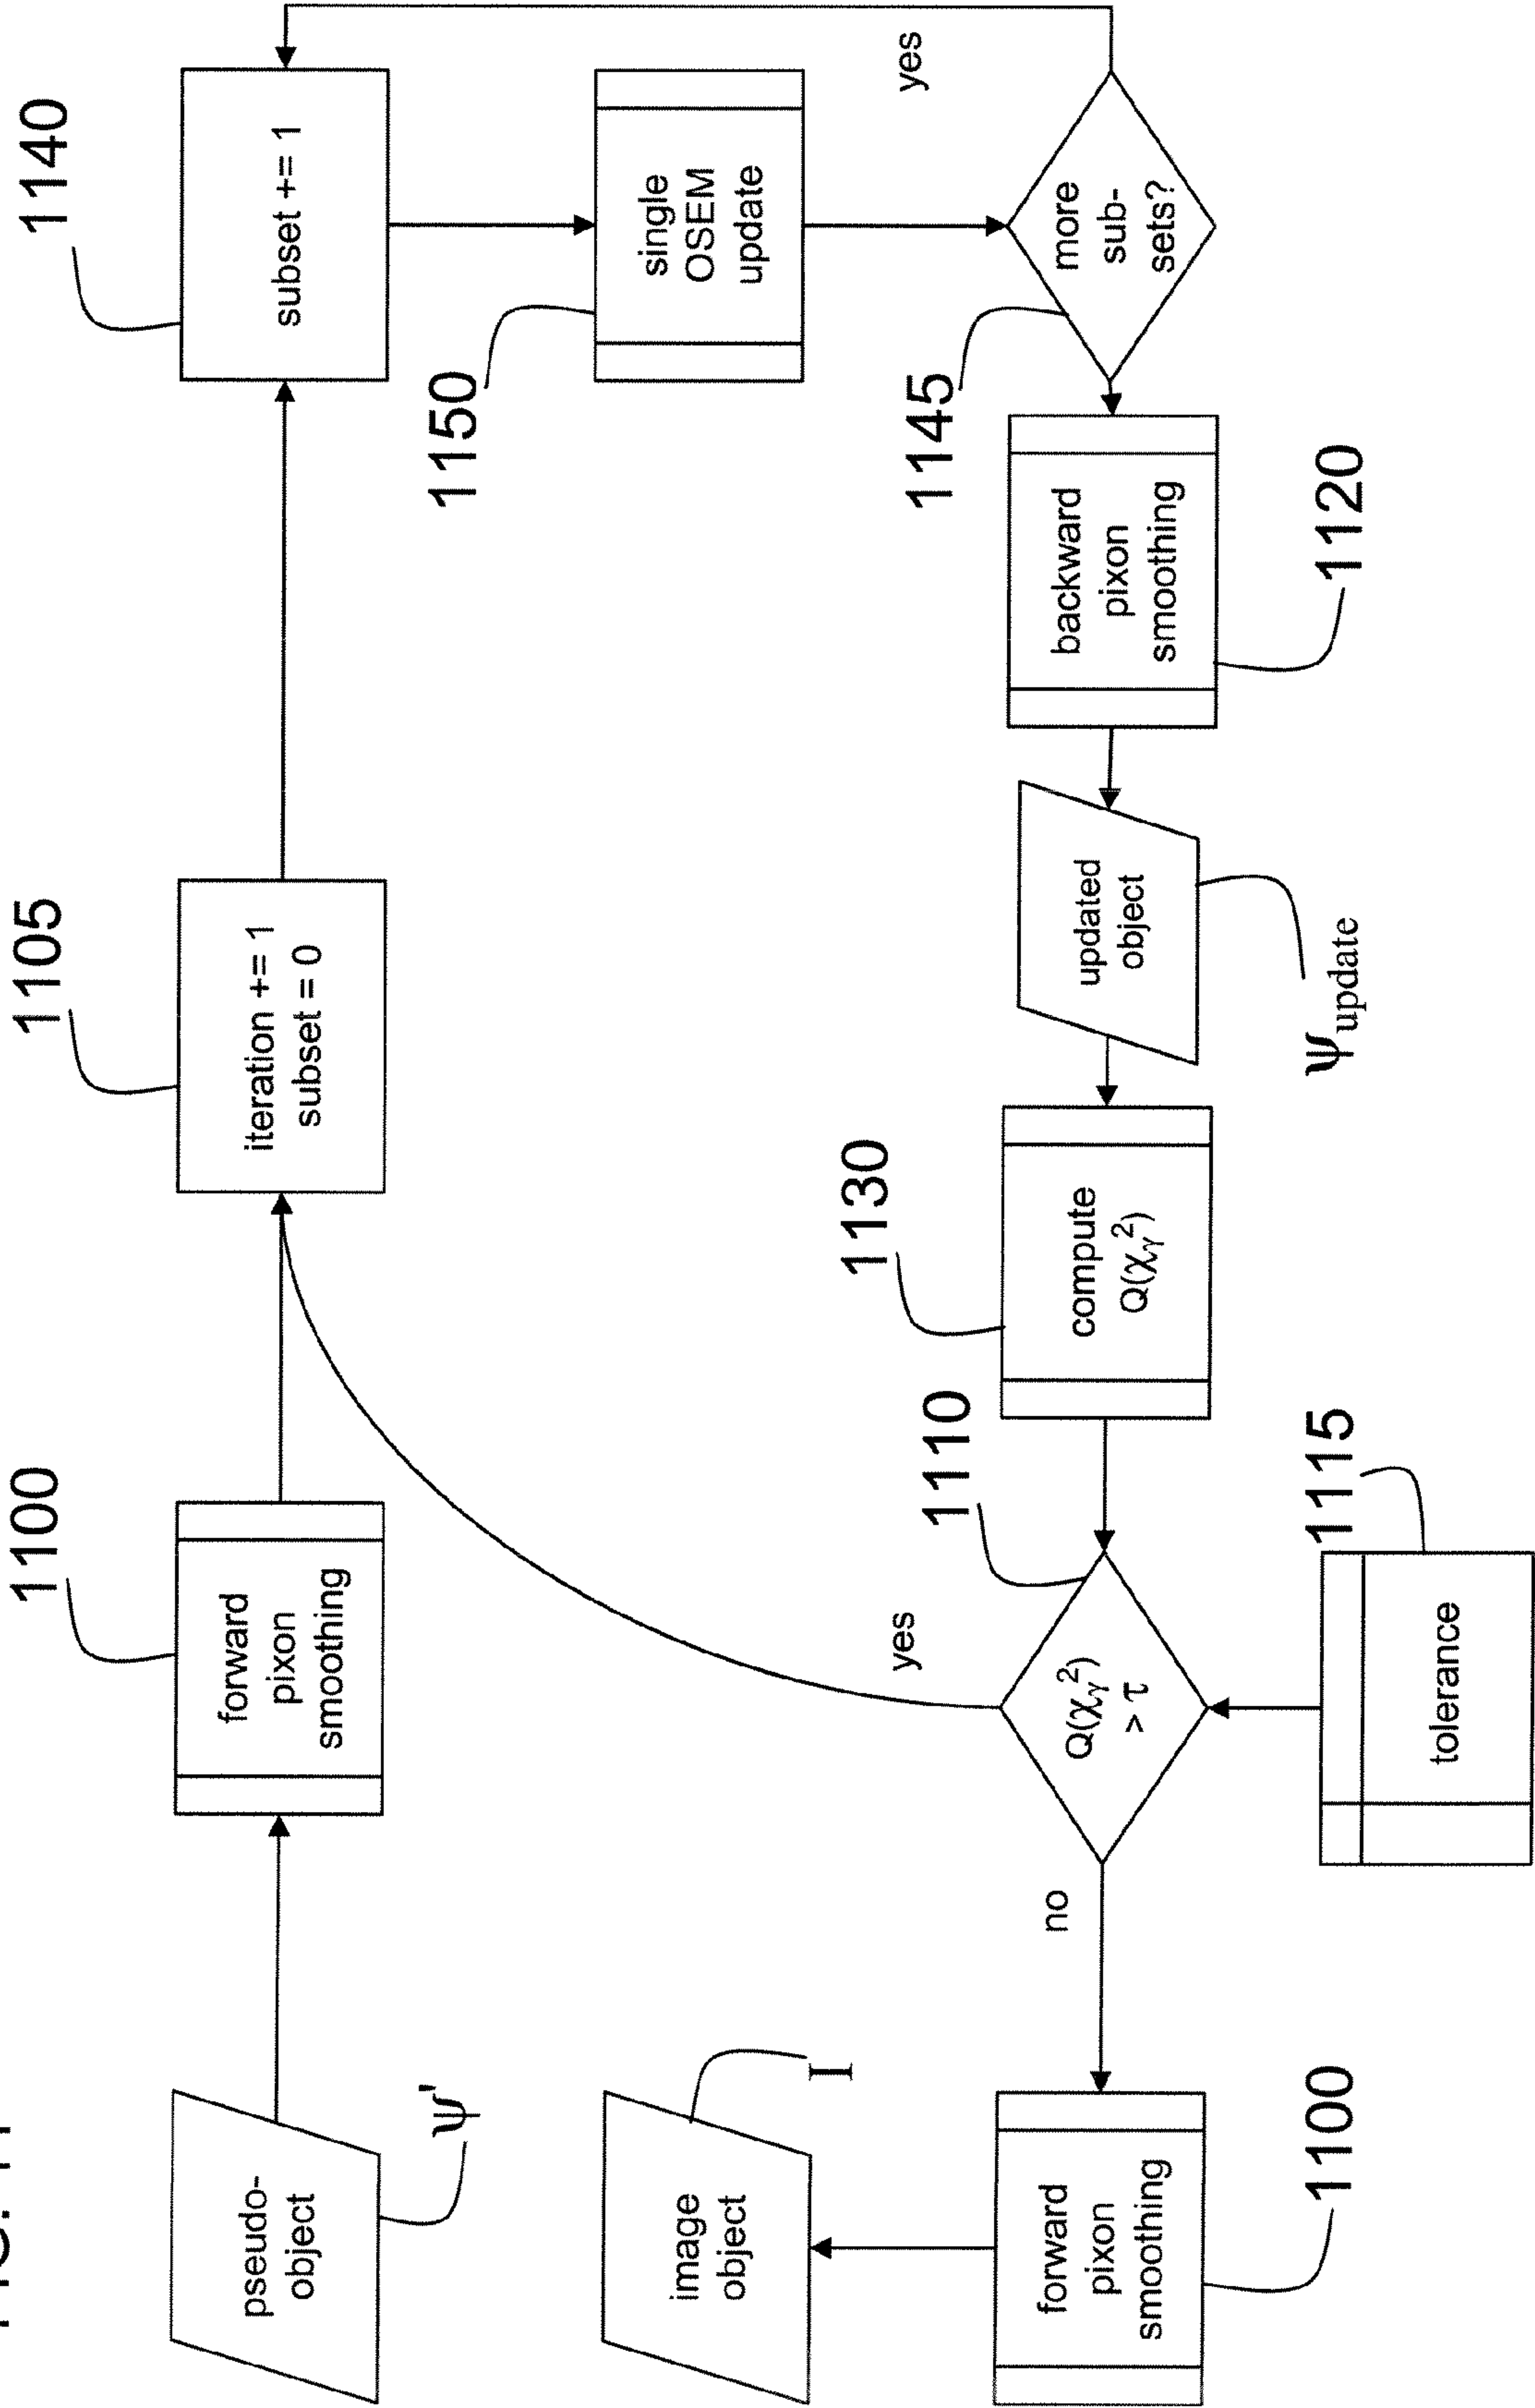 1100
1105
1140
pseudo-
object
ψ'
forward
pixon
smoothing
iteration += 1
subset = 0
subset += 1
1150
single
OSEM
update
image
object
I
yes
1110
1130
1145
yes
no
forward
pixon
smoothing
1100
Q(χγ²)
> τ
compute
Q(χγ²)
updated
object
ψupdate
backward
pixon
smoothing
1120
more
sub-
sets?
1115
tolerance